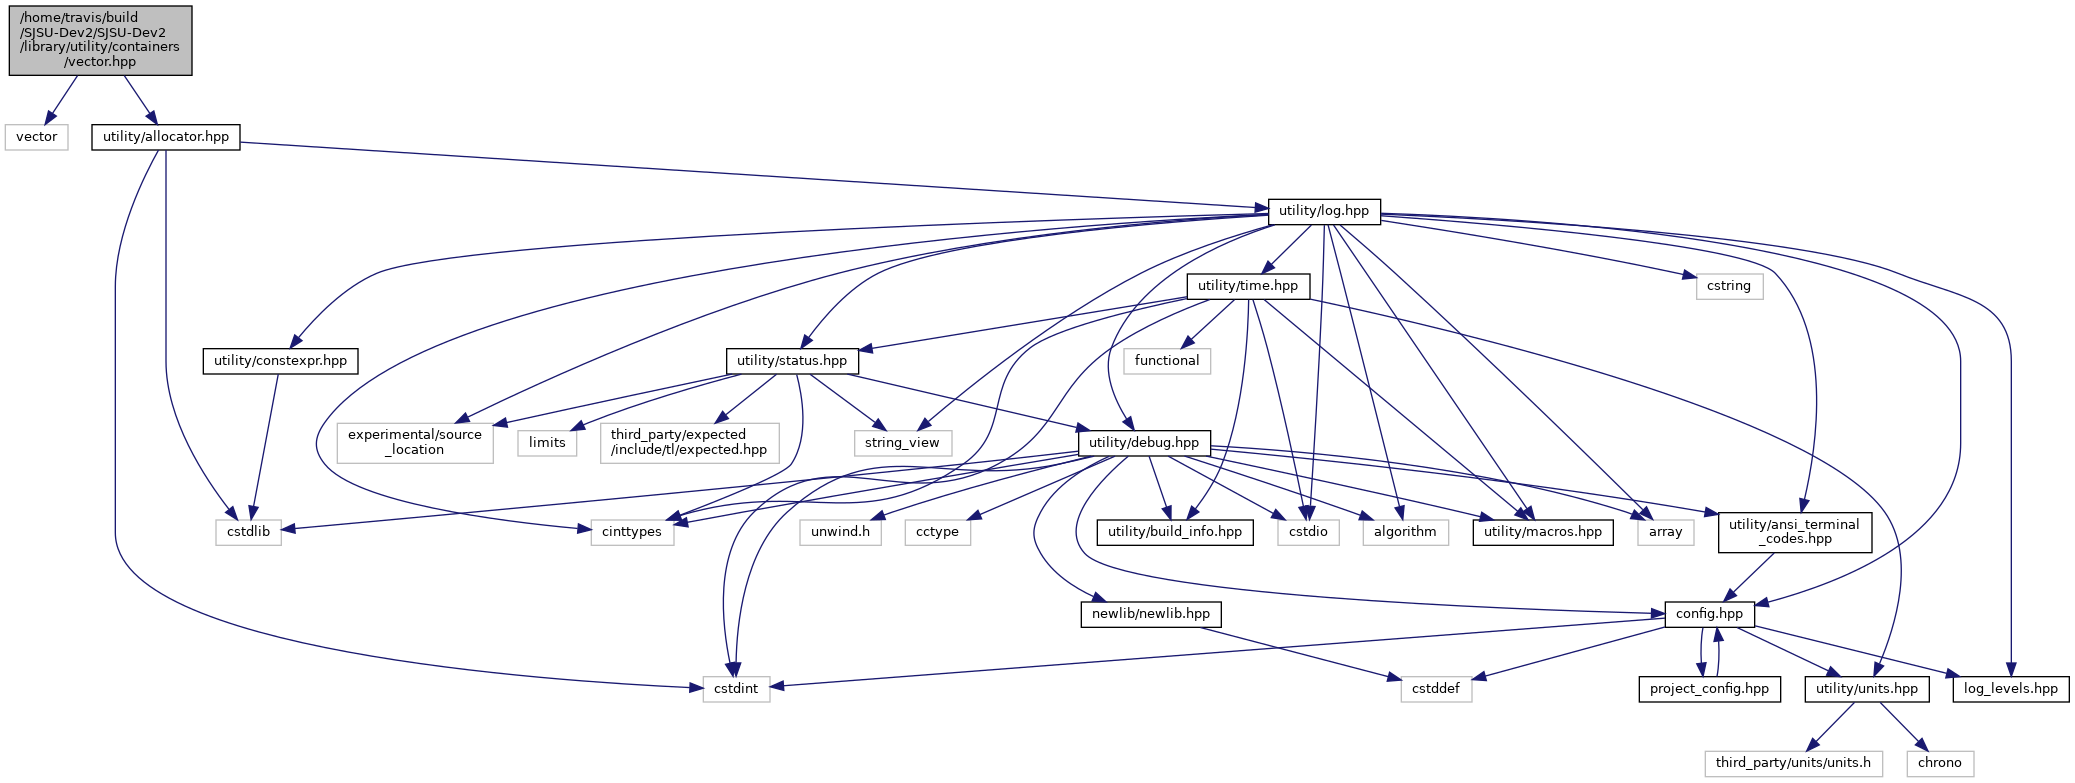 /home/travis/build
/SJSU-Dev2/SJSU-Dev2
/library/utility/containers
/vector.hpp
vector
utility/allocator.hpp
utility/log.hpp
utility/time.hpp
cstring
utility/constexpr.hpp
utility/status.hpp
functional
experimental/source
_location
limits
third_party/expected
/include/tl/expected.hpp
string_view
utility/debug.hpp
cstdlib
cinttypes
unwind.h
cctype
utility/build_info.hpp
cstdio
algorithm
utility/macros.hpp
array
utility/ansi_terminal
_codes.hpp
newlib/newlib.hpp
config.hpp
cstdint
cstddef
project_config.hpp
utility/units.hpp
log_levels.hpp
third_party/units/units.h
chrono